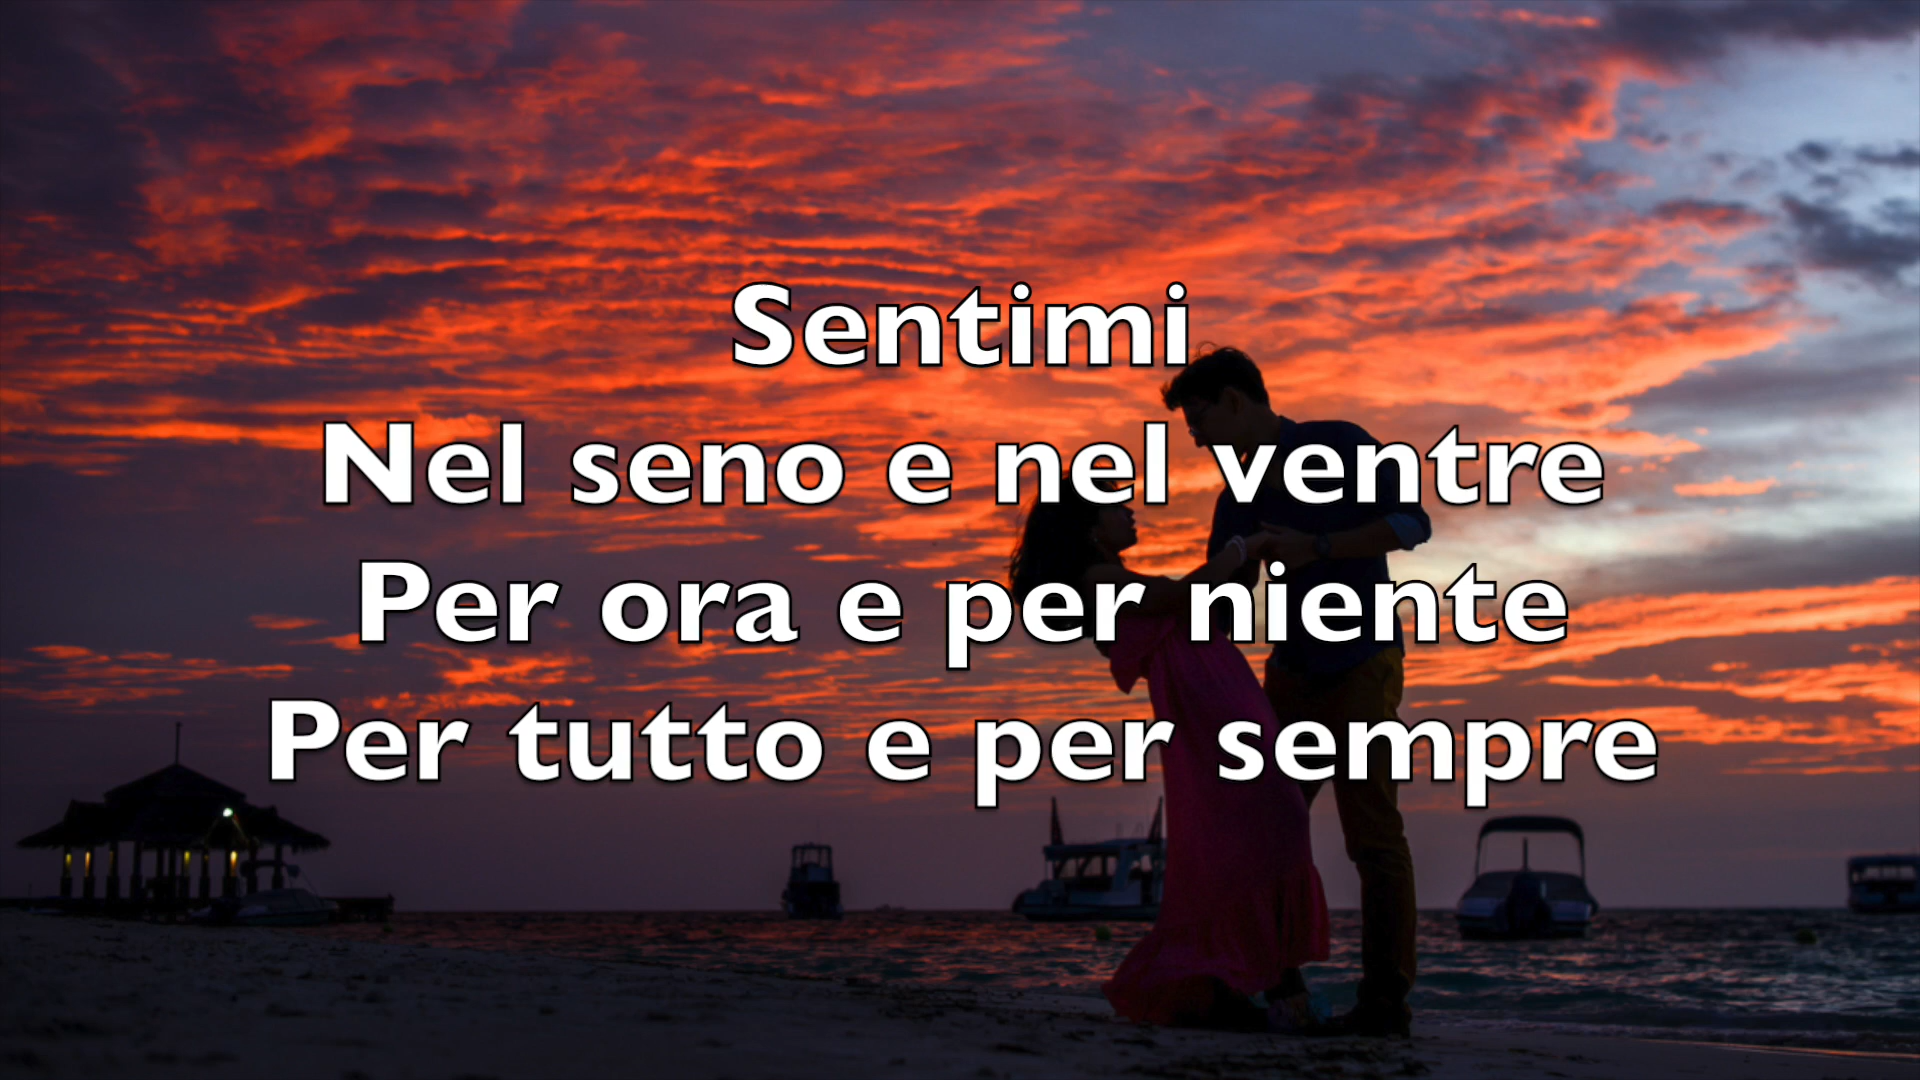 Sentimi
Nel seno e nel ventre
Per ora e per niente
Per tutto e per sempre